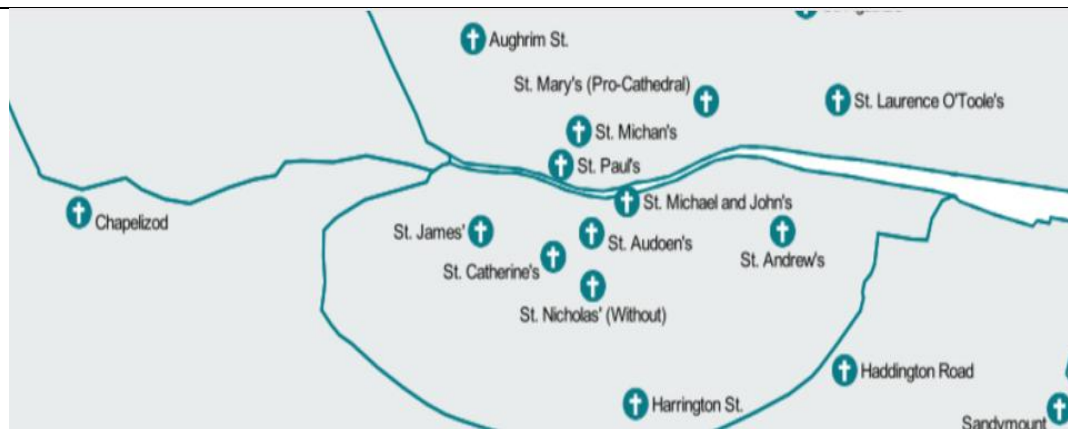 Aughrim St.
St. Mary's (Pro-Cathedral)
St. Laurence O'Toole's
St. Michan's
St. Paul's
St. Michael and John's
Chapelizod
St. James'
St. Audoen's
St. Andrew's
St. Catherine's
St. Nicholas' (Without)
Haddington Road
Harrington St.
Sandymount